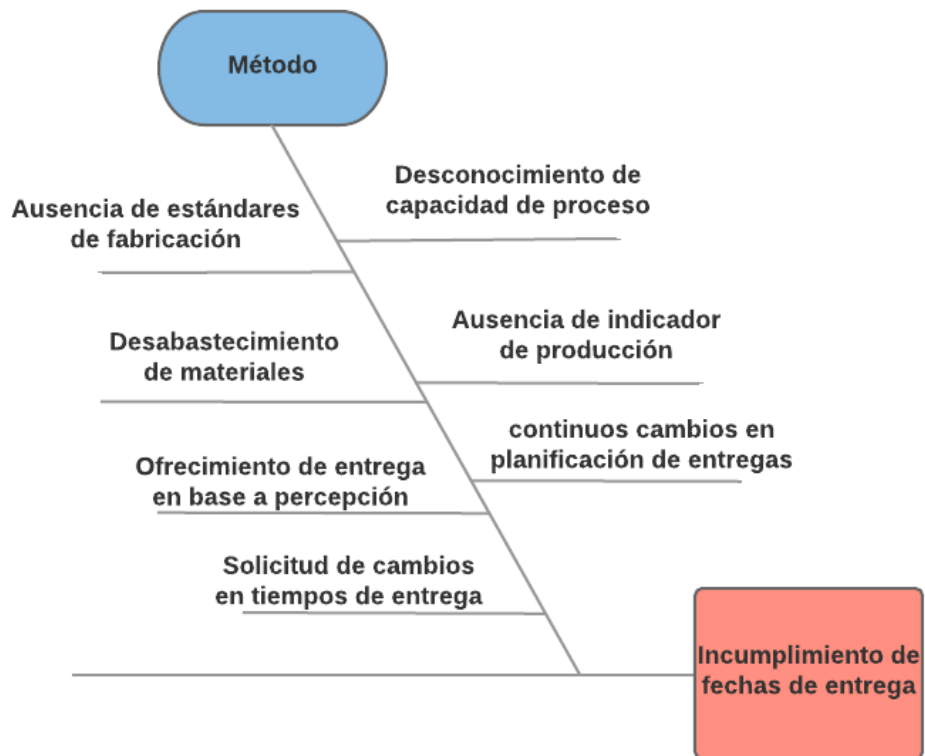 Método
Desconocimiento de
capacidad de proceso
Ausencia de estándares
de fabricación
Ausencia de indicador
de producción
Desabastecimiento
de materiales
continuos cambios en
planificación de entregas
Ofrecimiento de entrega
en base a percepción
Solicitud de cambios
en tiempos de entrega
Incumplimiento de
fechas de entrega